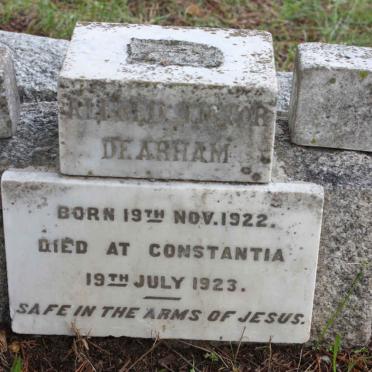 DEARHAM
BORN 19TH NOV. 1922.
DIED AT CONSTANTIA
19TH JULY 1923.
SAFE IN THE ARMS OF JESUS.